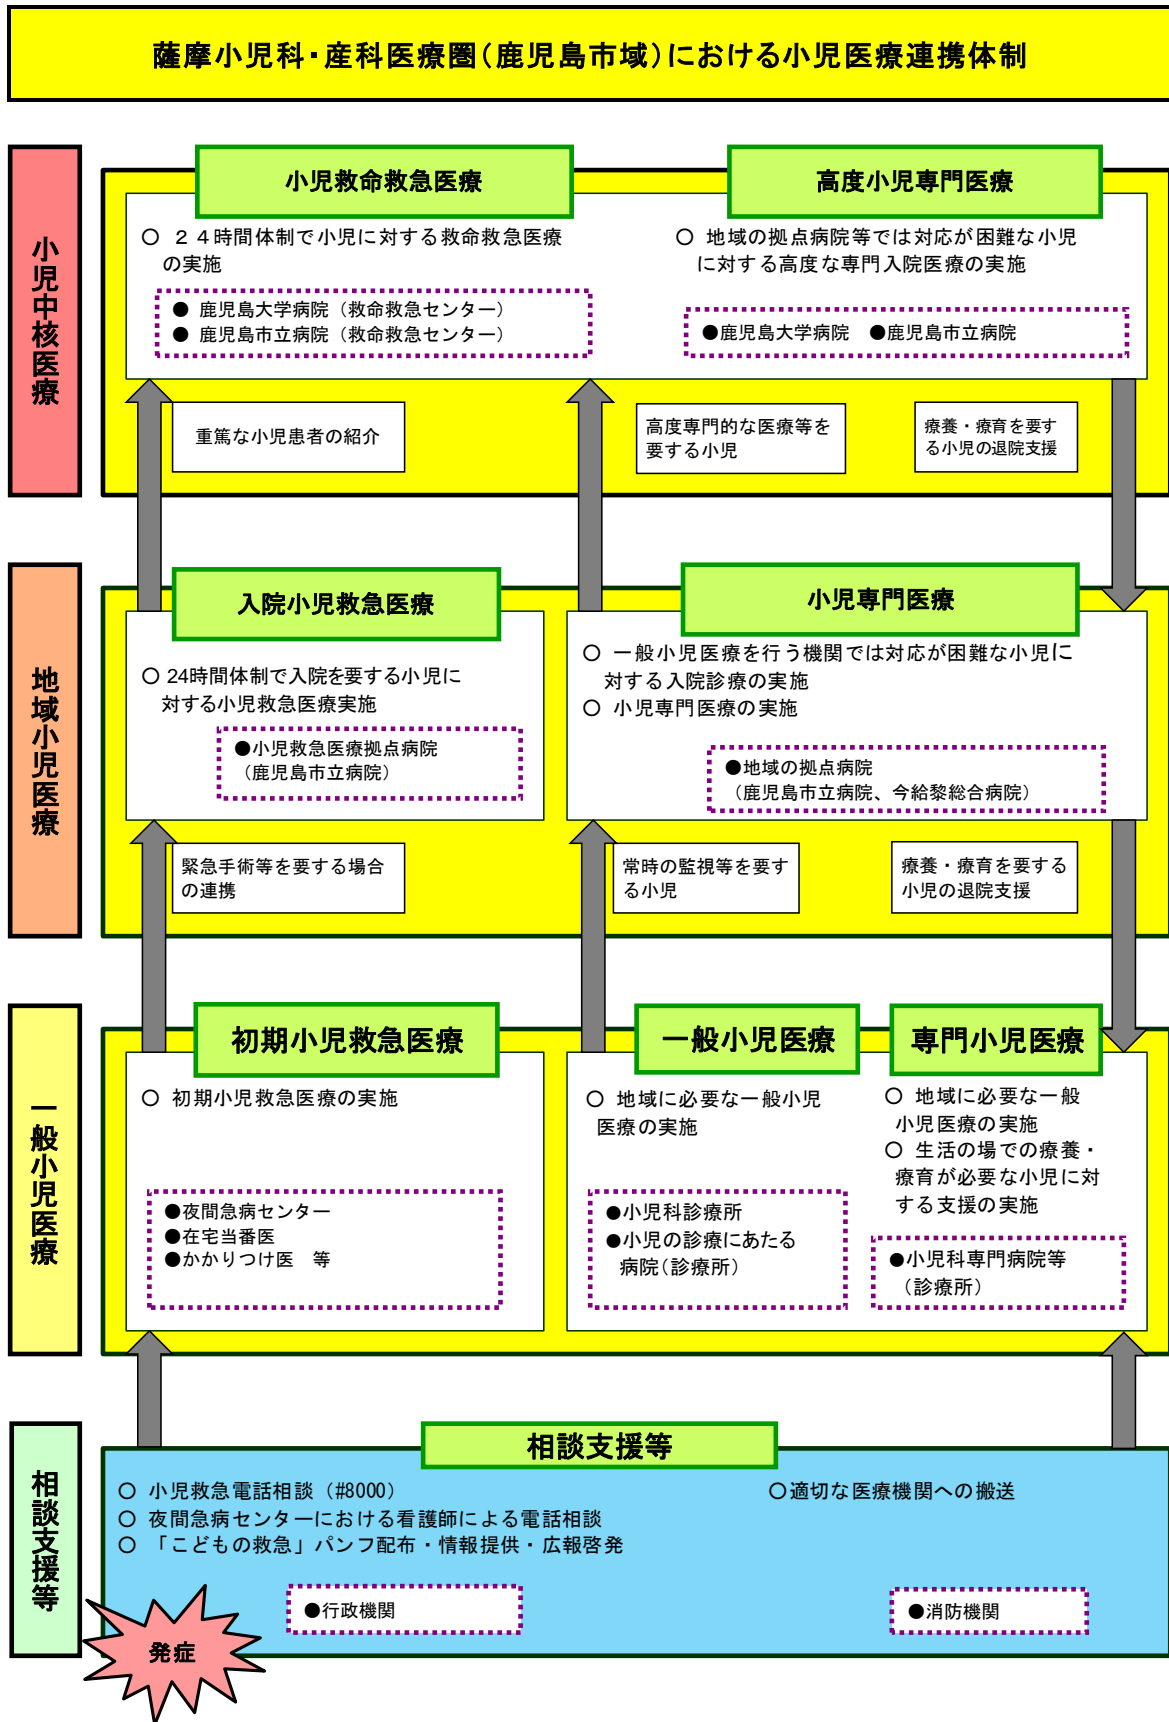 薩摩小児科・産科医療圏(鹿児島市域)における小児医療連携体制
小児中核医療
小児救命救急医療
○ ２４時間体制で小児に対する救命救急医療
の実施
● 鹿児島大学病院（救命救急センター）
● 鹿児島市立病院（救命救急センター）
高度小児専門医療
○ 地域の拠点病院等では対応が困難な小児
に対する高度な専門入院医療の実施
●鹿児島大学病院　●鹿児島市立病院
重篤な小児患者の紹介
高度専門的な医療等を
要する小児
療養・療育を要す
る小児の退院支援
地域小児医療
入院小児救急医療
○ 24時間体制で入院を要する小児に
対する小児救急医療実施
●小児救急医療拠点病院
（鹿児島市立病院）
小児専門医療
○ 一般小児医療を行う機関では対応が困難な小児に
対する入院診療の実施
○ 小児専門医療の実施
●地域の拠点病院
（鹿児島市立病院、今給黎総合病院）
緊急手術等を要する場合
の連携
常時の監視等を要す
る小児
療養・療育を要する
小児の退院支援
一般小児医療
初期小児救急医療
○ 初期小児救急医療の実施
●夜間急病センター
●在宅当番医
●かかりつけ医　等
一般小児医療
○ 地域に必要な一般小児
医療の実施
●小児科診療所
●小児の診療にあたる
病院（診療所）
専門小児医療
○ 地域に必要な一般
小児医療の実施
○ 生活の場での療養・
療育が必要な小児に対
する支援の実施
●小児科専門病院等
（診療所）
相談支援等
相談支援等
○ 小児救急電話相談（#8000）
○ 夜間急病センターにおける看護師による電話相談
○ 「こどもの救急」パンフ配布・情報提供・広報啓発
●行政機関
○適切な医療機関への搬送
●消防機関
発症